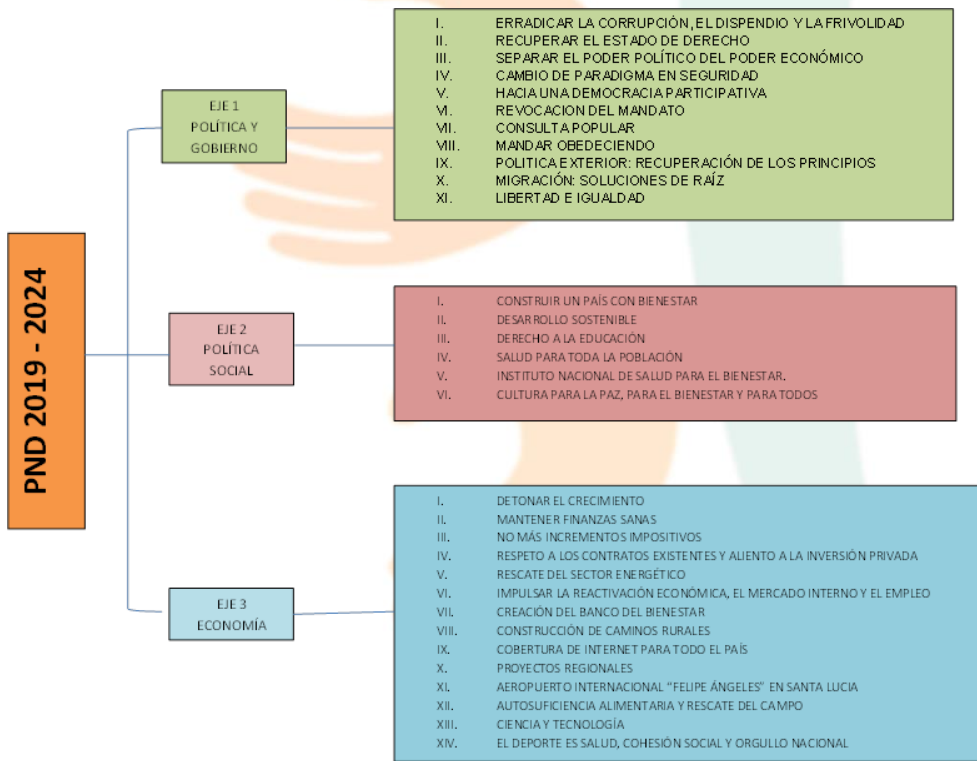 PND 2019 - 2024
EJE 1
POLÍTICA Y
GOBIERNO
I. ERRADICAR LA CORRUPCIÓN, EL DISPENDIO Y LA FRIVOLIDAD
II. RECUPERAR EL ESTADO DE DERECHO
III. SEPARAR EL PODER POLÍTICO DEL PODER ECONÓMICO
IV. CAMBIO DE PARADIGMA EN SEGURIDAD
V. HACIA UNA DEMOCRACIA PARTICIPATIVA
VI. REVOCACION DEL MANDATO
VII. CONSULTA POPULAR
VIII. MANDAR OBEDECIENDO
IX. POLITICA EXTERIOR: RECUPERACIÓN DE LOS PRINCIPIOS
X. MIGRACIÓN: SOLUCIONES DE RAÍZ
XI. LIBERTAD E IGUALDAD
EJE 2
POLÍTICA
SOCIAL
I. CONSTRUIR UN PAÍS CON BIENESTAR
II. DESARROLLO SOSTENIBLE
III. DERECHO A LA EDUCACIÓN
IV. SALUD PARA TODA LA POBLACIÓN
V. INSTITUTO NACIONAL DE SALUD PARA EL BIENESTAR.
VI. CULTURA PARA LA PAZ, PARA EL BIENESTAR Y PARA TODOS
EJE 3
ECONOMÍA
I. DETONAR EL CRECIMIENTO
II. MANTENER FINANZAS SANAS
III. NO MÁS INCREMENTOS IMPOSITIVOS
IV. RESPETO A LOS CONTRATOS EXISTENTES Y ALIENTO A LA INVERSIÓN PRIVADA
V. RESCATE DEL SECTOR ENERGÉTICO
VI. IMPULSAR LA REACTIVACIÓN ECONÓMICA, EL MERCADO INTERNO Y EL EMPLEO
VII. CREACIÓN DEL BANCO DEL BIENESTAR
VIII. CONSTRUCCIÓN DE CAMINOS RURALES
IX. COBERTURA DE INTERNET PARA TODO EL PAÍS
X. PROYECTOS REGIONALES
XI. AEROPUERTO INTERNACIONAL "FELIPE ÁNGELES" EN SANTA LUCIA
XII. AUTOSUFICIENCIA ALIMENTARIA Y RESCATE DEL CAMPO
XIII. CIENCIA Y TECNOLOGÍA
XIV. EL DEPORTE ES SALUD, COHESIÓN SOCIAL Y ORGULLO NACIONAL